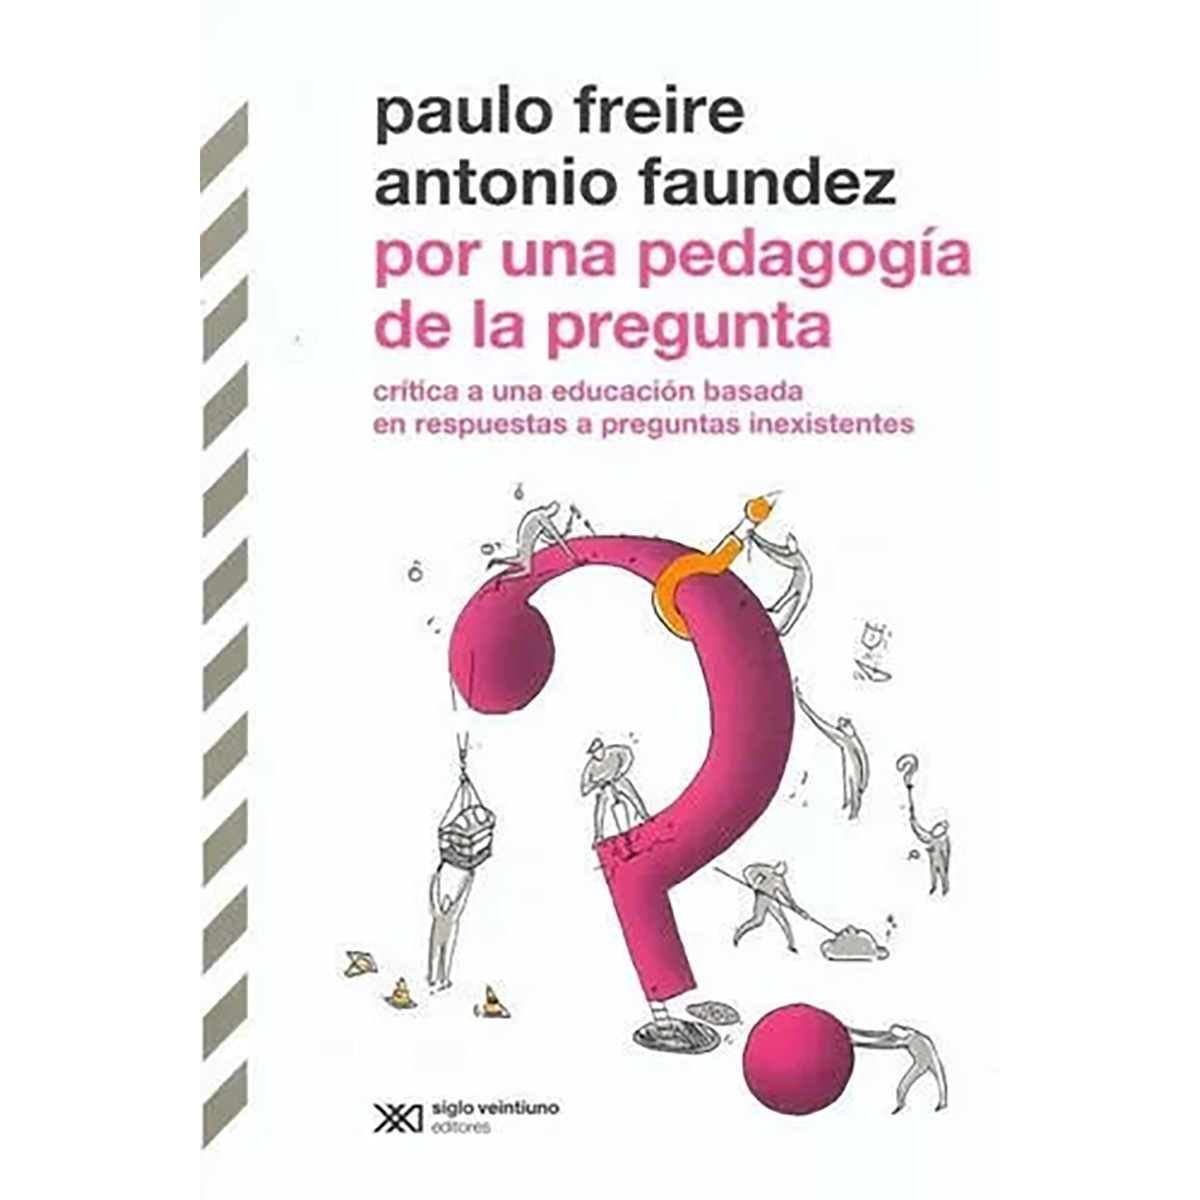 paulo freire
antonio faundez
por una pedagogía
de la pregunta
crítica a una educación basada
en respuestas a preguntas inexistentes
siglo veintiuno
editores